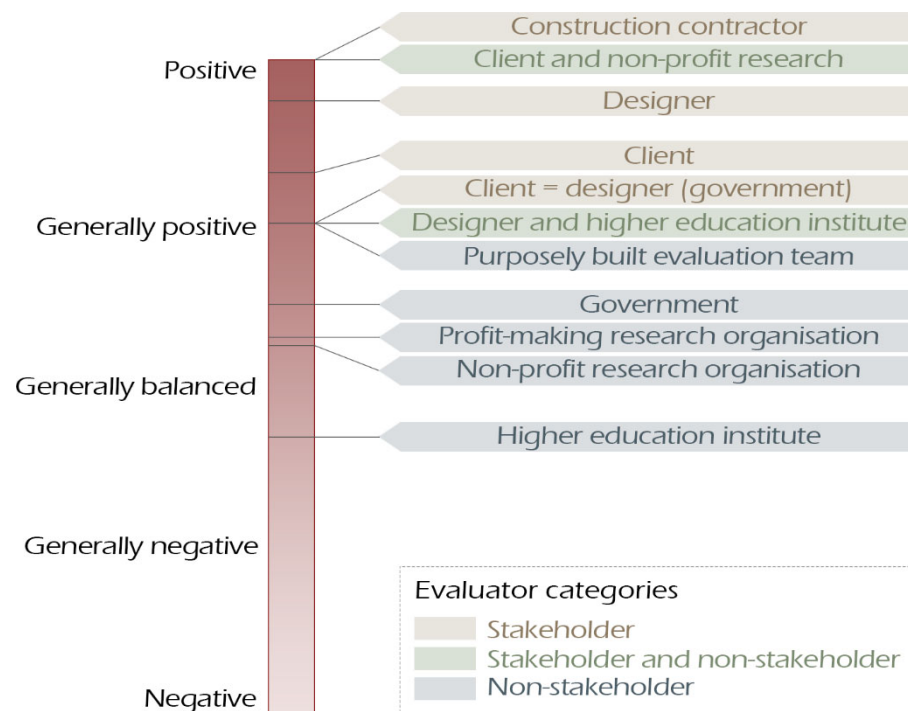 Construction contractor
Positive
Client and non-profit research
Designer
Client
Client = designer (government)
Generally positive
Designer and higher education institute
Purposely built evaluation team
Government
Profit-making research organisation
Generally balanced
Non-profit research organisation
Higher education institute
Generally negative
Evaluator categories
Stakeholder
Stakeholder and non-stakeholder
Non-stakeholder
Negative